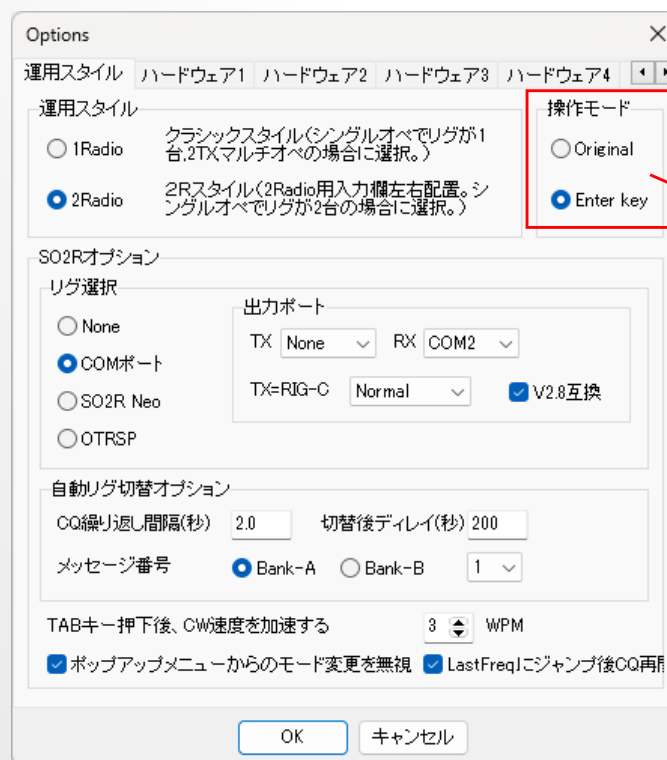 Options
運用スタイル ハードウェア1 ハードウェア2 ハードウェア3 ハードウェア4
運用スタイル
1Radio クラシックスタイル(シングルオペでリグが1
台,2TXマルチオペの場合に選択。)
2Radio 2Rスタイル(2Radio用入力欄左右配置。シ
ングルオペでリグが2台の場合に選択。)
操作モード
Original
Enter key
SO2Rオプション
リグ選択
None
COMポート
SO2R Neo
OTRSP
出力ポート
TX None RX COM2
TX=RIG-C Normal V2.8互換
自動リグ切替オプション
CQ繰り返し間隔(秒) 2.0 切替後ディレイ(秒) 200
メッセージ番号 Bank-A Bank-B 1
TABキー押下後、CW速度を加速する 3 WPM
ポップアップメニューからのモード変更を無視 LastFreqにジャンプ後CQ再
OK キャンセル